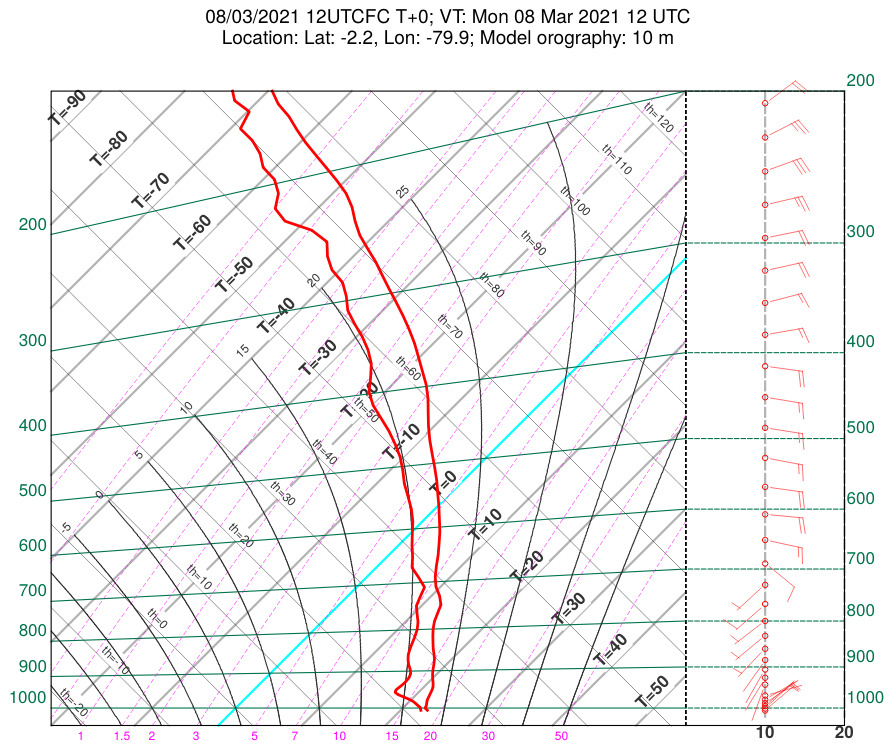 08/03/2021 12UTCFC T+0; VT: Mon 08 Mar 2021 12 UTC
Location: Lat: -2.2, Lon: -79.9; Model orography: 10 m
200
T=-90
th=120
T=-80
th=110
T=-70
25
th=100
200
T=-60
300
th=90
T=-50
20
th=80
T=-40
th=70
300
15
T=-30
400
th=60
10
th=50
400
T=-10
500
5
th=40
500
0
th=30
T=0
600
-5
th=20
T=10
600
th=10
T=20
700
700
th=0
T=30
800
800
th=-10
T=40
900
900
th=-20
T=50
1000
1000
1 1.5 2 3 5 7 10 15 20 30 50
10 20